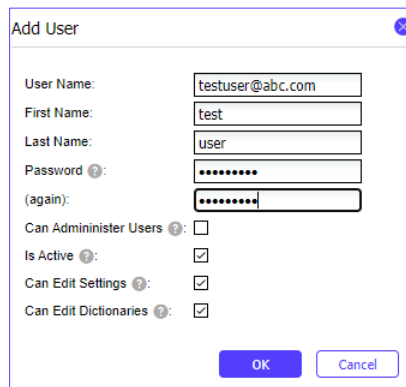 Add User
User Name: testuser@abc.com
First Name: test
Last Name: user
Password ?: •••••••••
(again): •••••••••
Can Admininister Users ?:
Is Active ?:
Can Edit Settings ?:
Can Edit Dictionaries ?:
OK Cancel